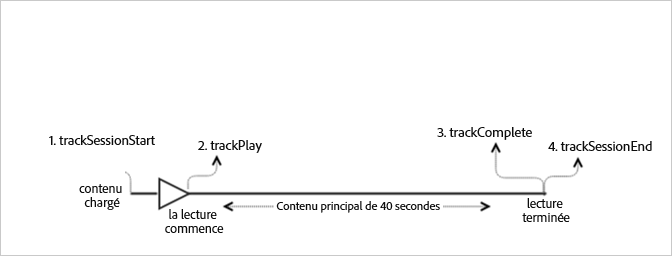 1. trackSessionStart
2. trackPlay
3. trackComplete
4. trackSessionEnd
contenu
chargé
la lecture
commence
Contenu principal de 40 secondes
lecture
terminée